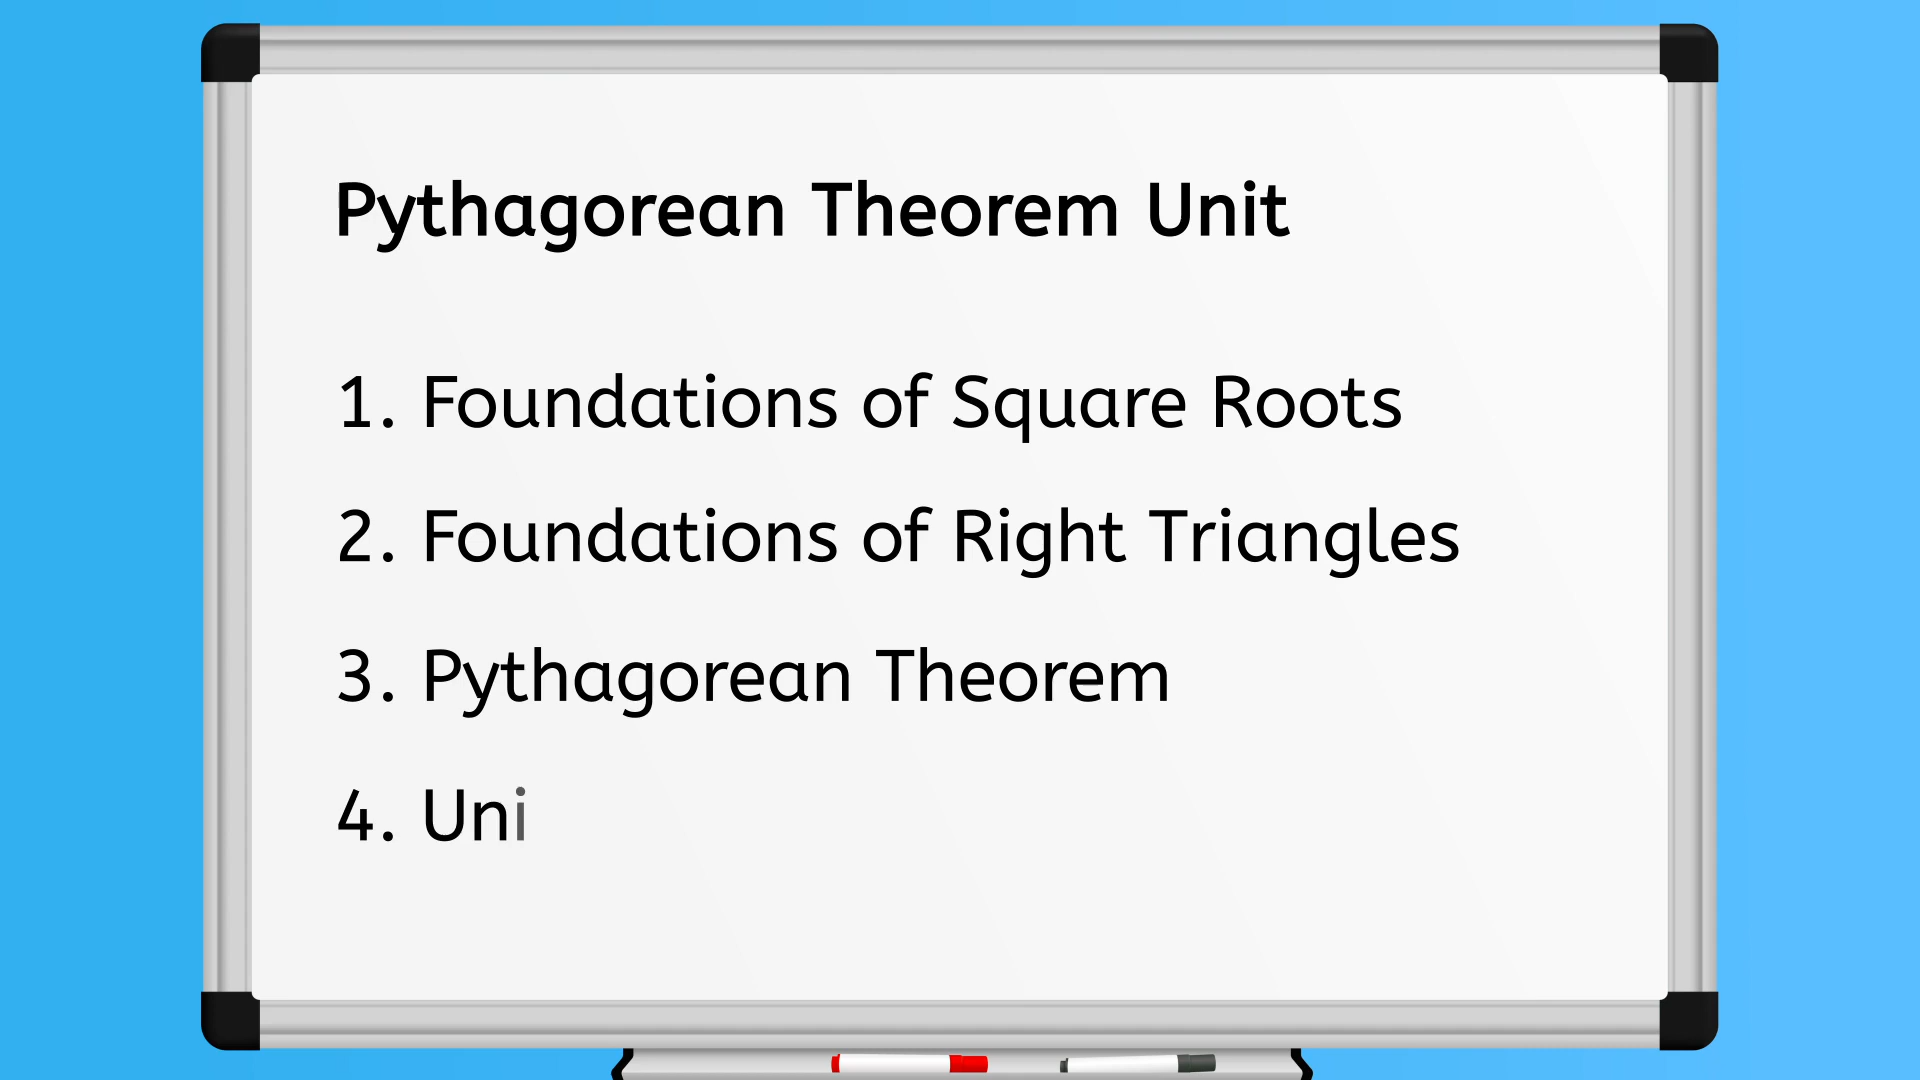 Pythagorean Theorem Unit
1. Foundations of Square Roots
2. Foundations of Right Triangles
3. Pythagorean Theorem
4. Uni